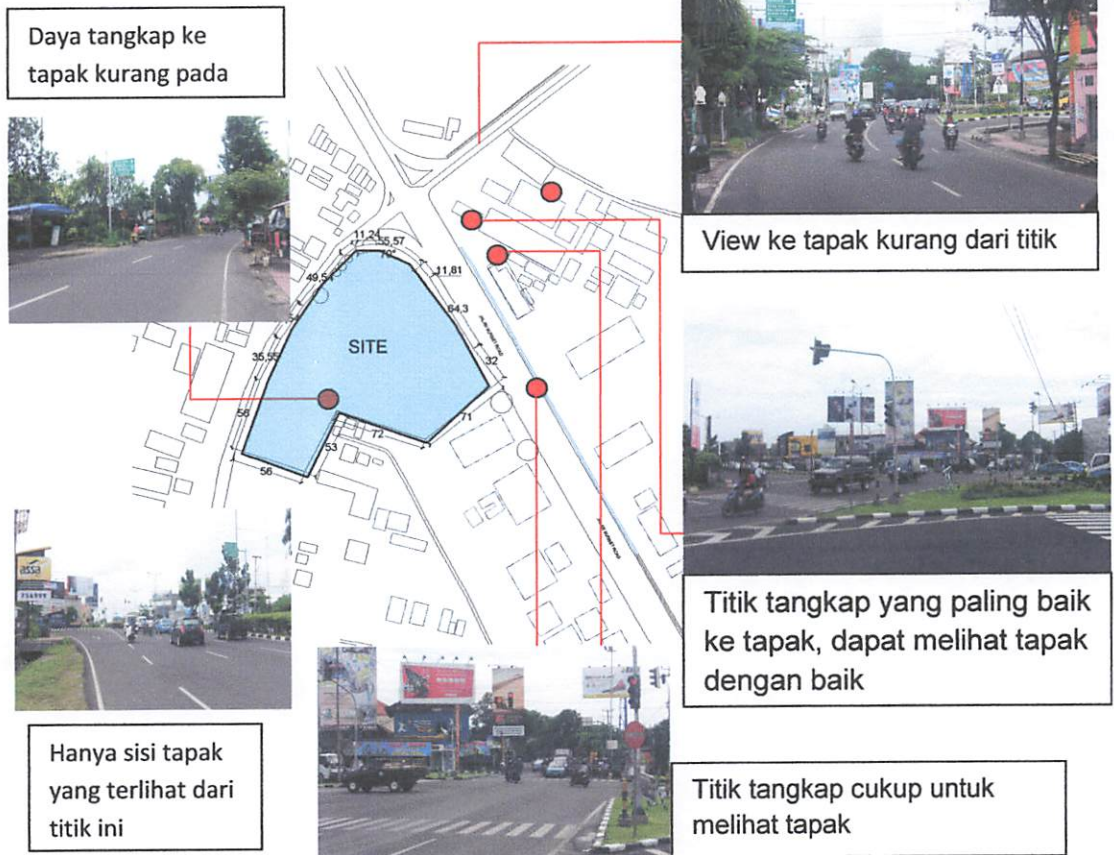 Daya tangkap ke
tapak kurang pada
View ke tapak kurang dari titik
11,24
55,57
11,81
49,54
64,3
SITE
35,55
32
56
71
72
53
56
Titik tangkap yang paling baik
ke tapak, dapat melihat tapak
dengan baik
Hanya sisi tapak
yang terlihat dari
titik ini
Titik tangkap cukup untuk
melihat tapak